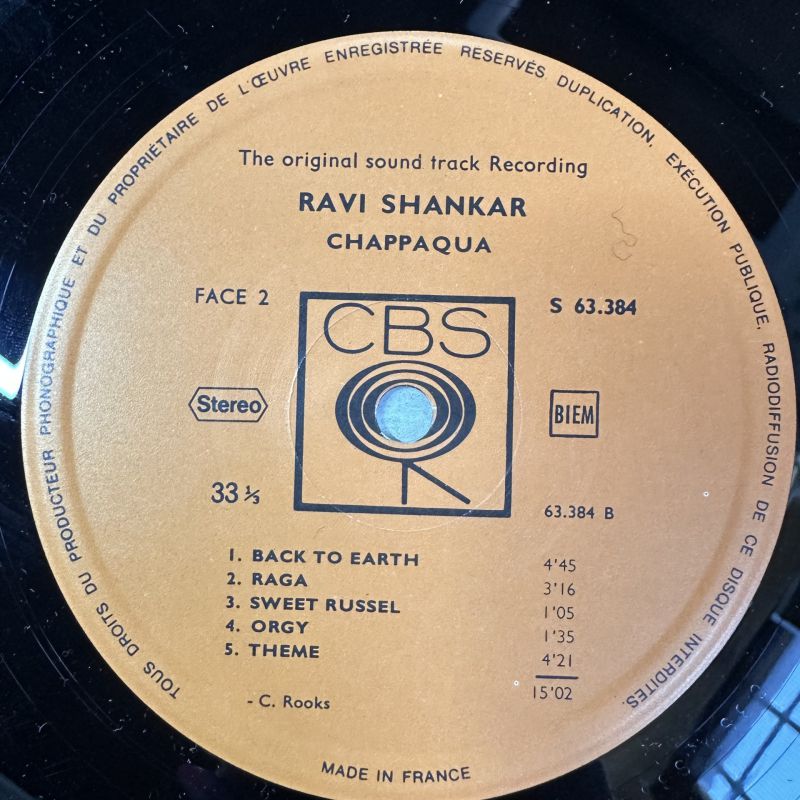 TOUS DROITS DU PRODUCTEUR PHONOGRAPHIQUE ET DU PROPRIÉTAIRE DE L'ŒUVRE ENREGISTRÉE RESERVÉS DUPLICATION, EXÉCUTION PUBLIQUE, RADIODIFFUSION DE CE DISQUE INTERDITES.
The original sound track Recording
RAVI SHANKAR
CHAPPAQUA
FACE 2
CBS
S 63.384
Stereo
BIEM
33 ⅓
63.384 B
1. BACK TO EARTH 4'45
2. RAGA 3'16
3. SWEET RUSSEL 1'05
4. ORGY 1'35
5. THEME 4'21
15'02
- C. Rooks
MADE IN FRANCE